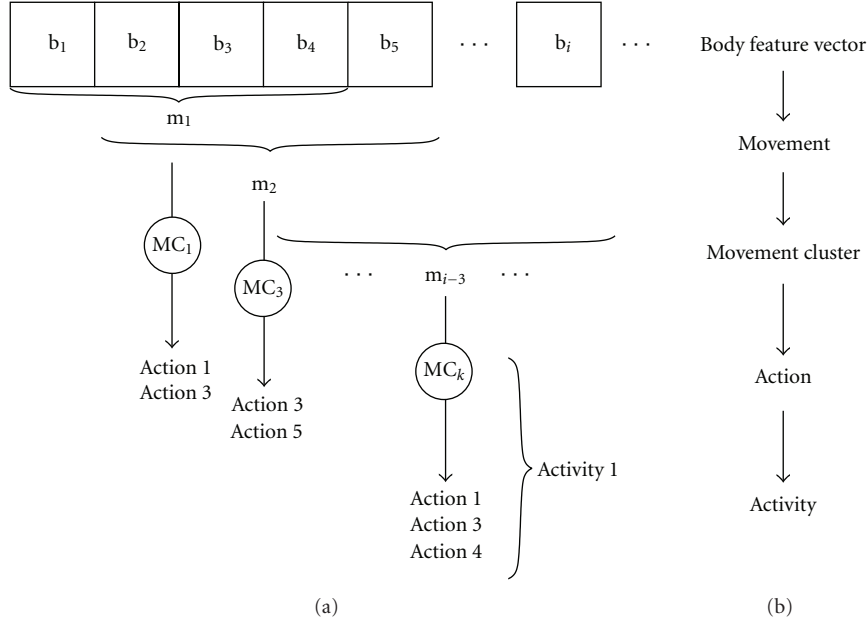 b₁ b₂ b₃ b₄ b₅ ··· bᵢ ··· Body feature vector
m₁
Movement
m₂
MC₁
Movement cluster
MC₃
··· mᵢ₋₃ ···
Action 1
Action 3
MCₖ
Action
Action 3
Action 5
Activity 1
Action 1
Action 3
Action 4
Activity
(a) (b)